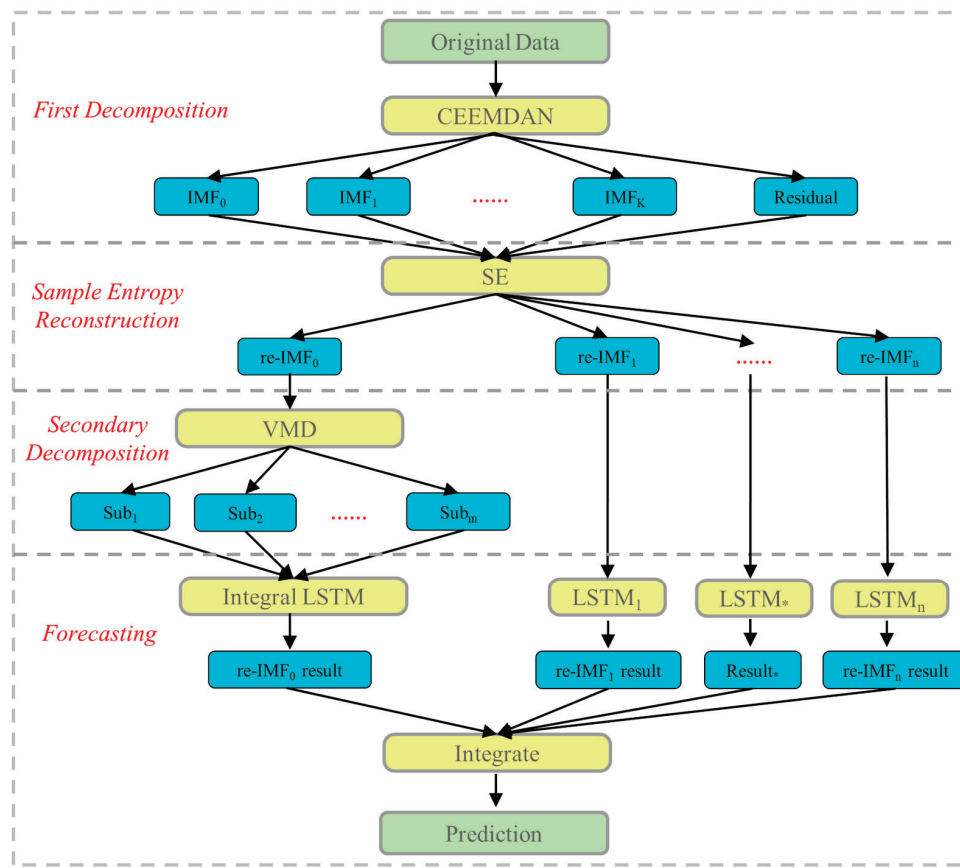 Original Data
First Decomposition
CEEMDAN
IMF₀
IMF₁
......
IMF_K
Residual
SE
Sample Entropy
Reconstruction
re-IMF₀
re-IMF₁
......
re-IMFₙ
Secondary
Decomposition
VMD
Sub₁
Sub₂
......
Subₘ
Integral LSTM
LSTM₁
LSTM*
LSTMₙ
Forecasting
re-IMF₀ result
re-IMF₁ result
Result*
re-IMFₙ result
Integrate
Prediction